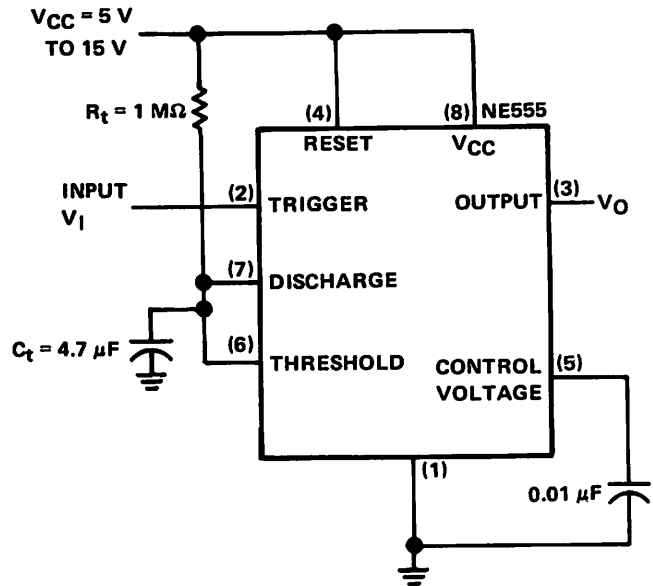 VCC = 5 V
TO 15 V
Rt = 1 MΩ
(4)
(8) NE555
RESET
VCC
INPUT
VI
(2)
TRIGGER
OUTPUT
(3)
VO
(7)
DISCHARGE
Ct = 4.7 μF
(6)
THRESHOLD
CONTROL
VOLTAGE
(5)
(1)
0.01 μF